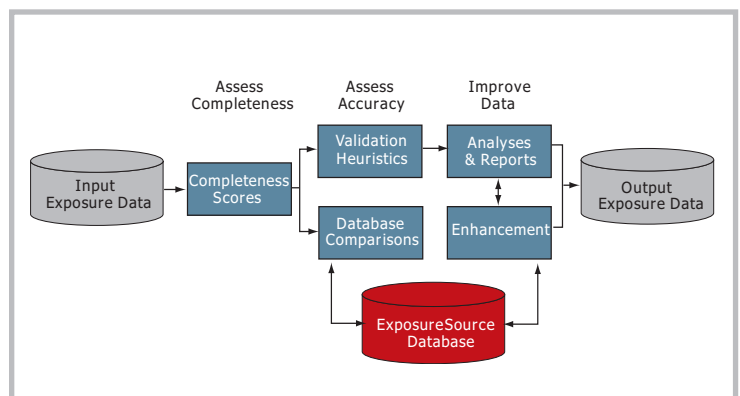 Assess
Completeness
Assess
Accuracy
Improve
Data
Input
Exposure Data
Completeness
Scores
Validation
Heuristics
Database
Comparisons
Analyses
& Reports
Enhancement
Output
Exposure Data
ExposureSource
Database